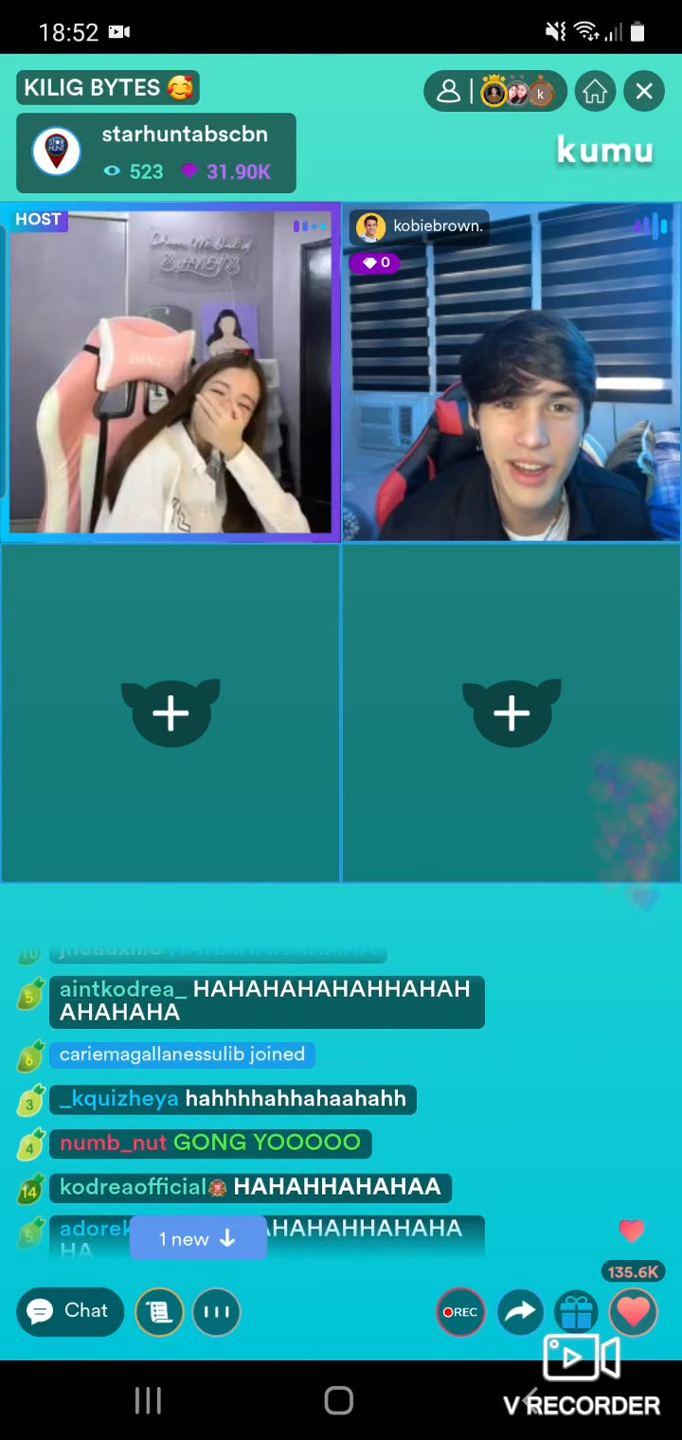 18:52
KILIG BYTES 🥰
starhuntabscbn
523 31.90K
kumu
HOST
kobiebrown.
0
aintkodrea_ HAHAHAHAHAHHAHAH
AHAHAHA
cariemagallanessulib joined
_kquizheya hahhhhahhahaahahh
numb_nut GONG YOOOOO
kodreaofficial HAHAHHAHAHAA
1 new
Chat
REC
135.6K
V RECORDER